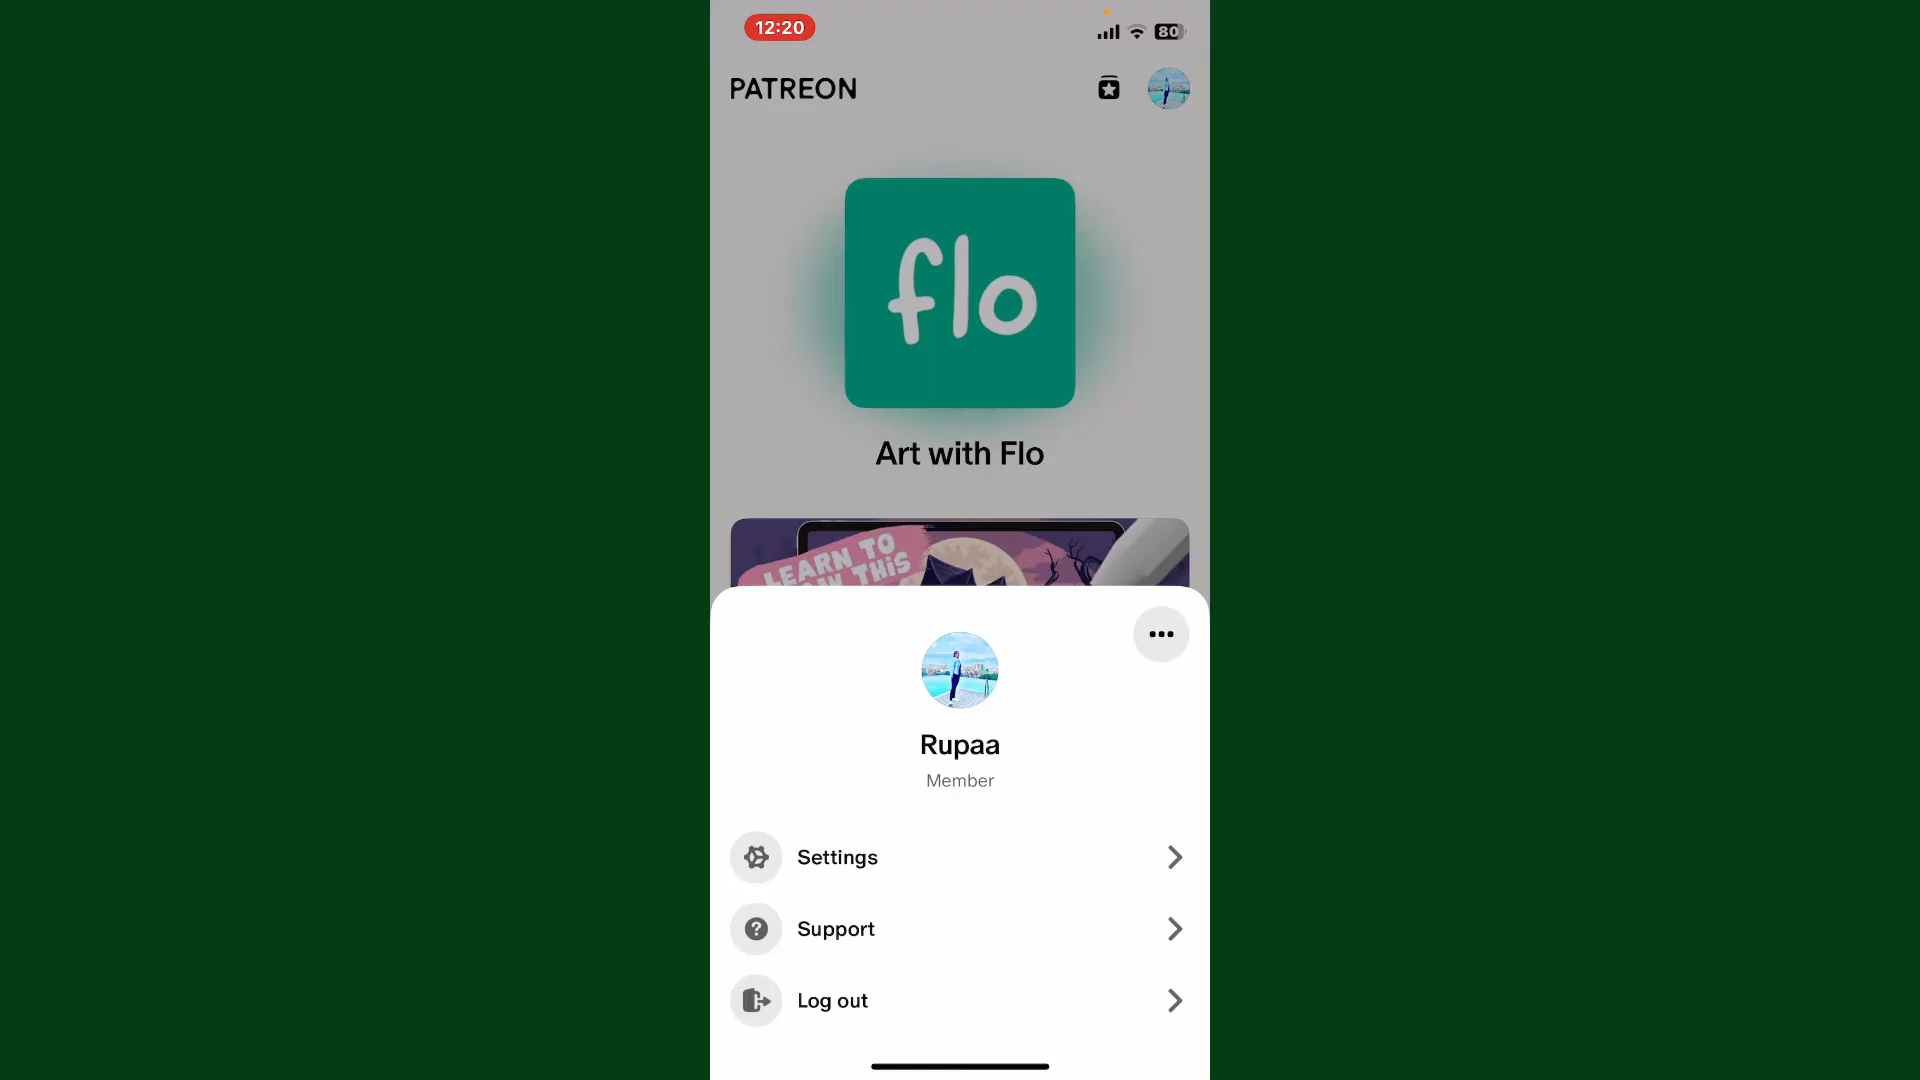 12:20
80
PATREON
flo
Art with Flo
LEARN TO
THiS
Rupaa
Member
Settings
Support
Log out